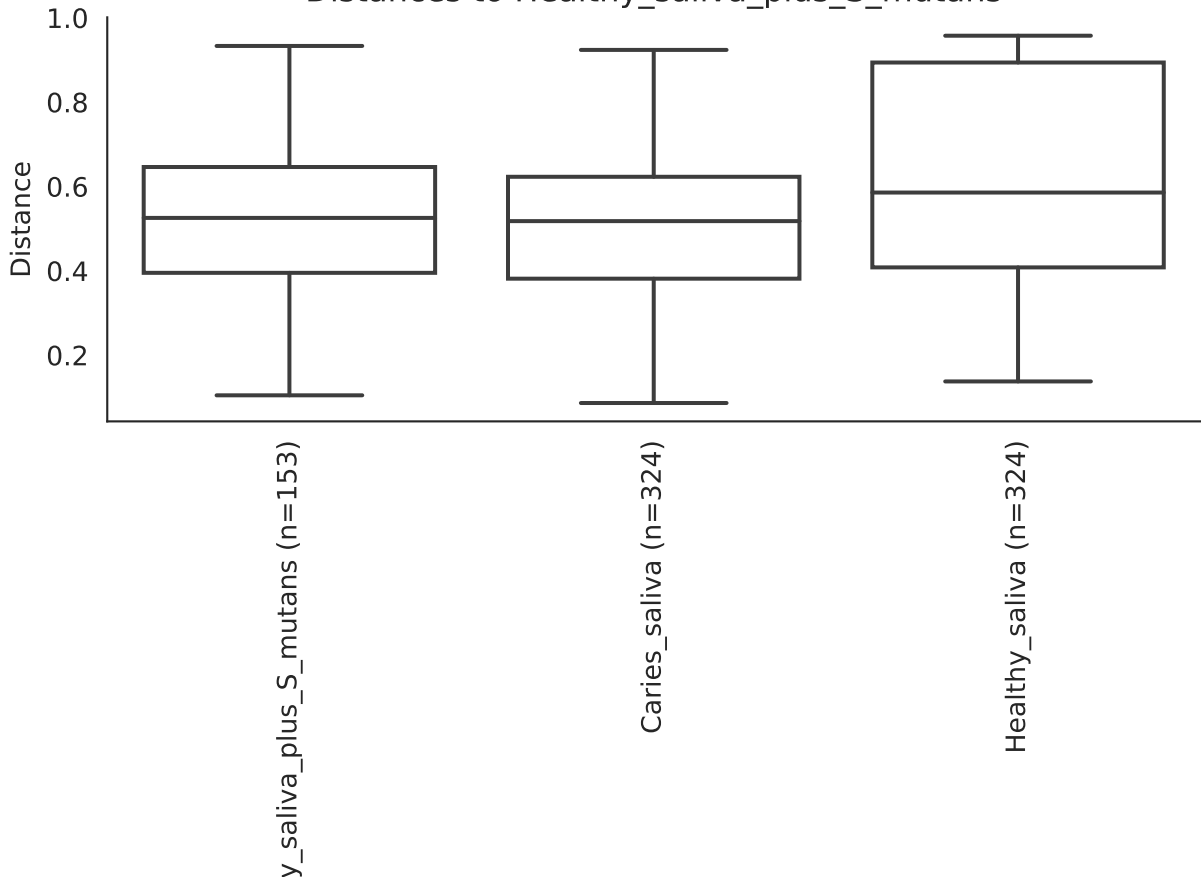 Distances to Healthy_saliva_plus_S_mutans
1.0
0.8
0.6
0.4
0.2
Distance
y_saliva_plus_S_mutans (n=153)
Caries_saliva (n=324)
Healthy_saliva (n=324)